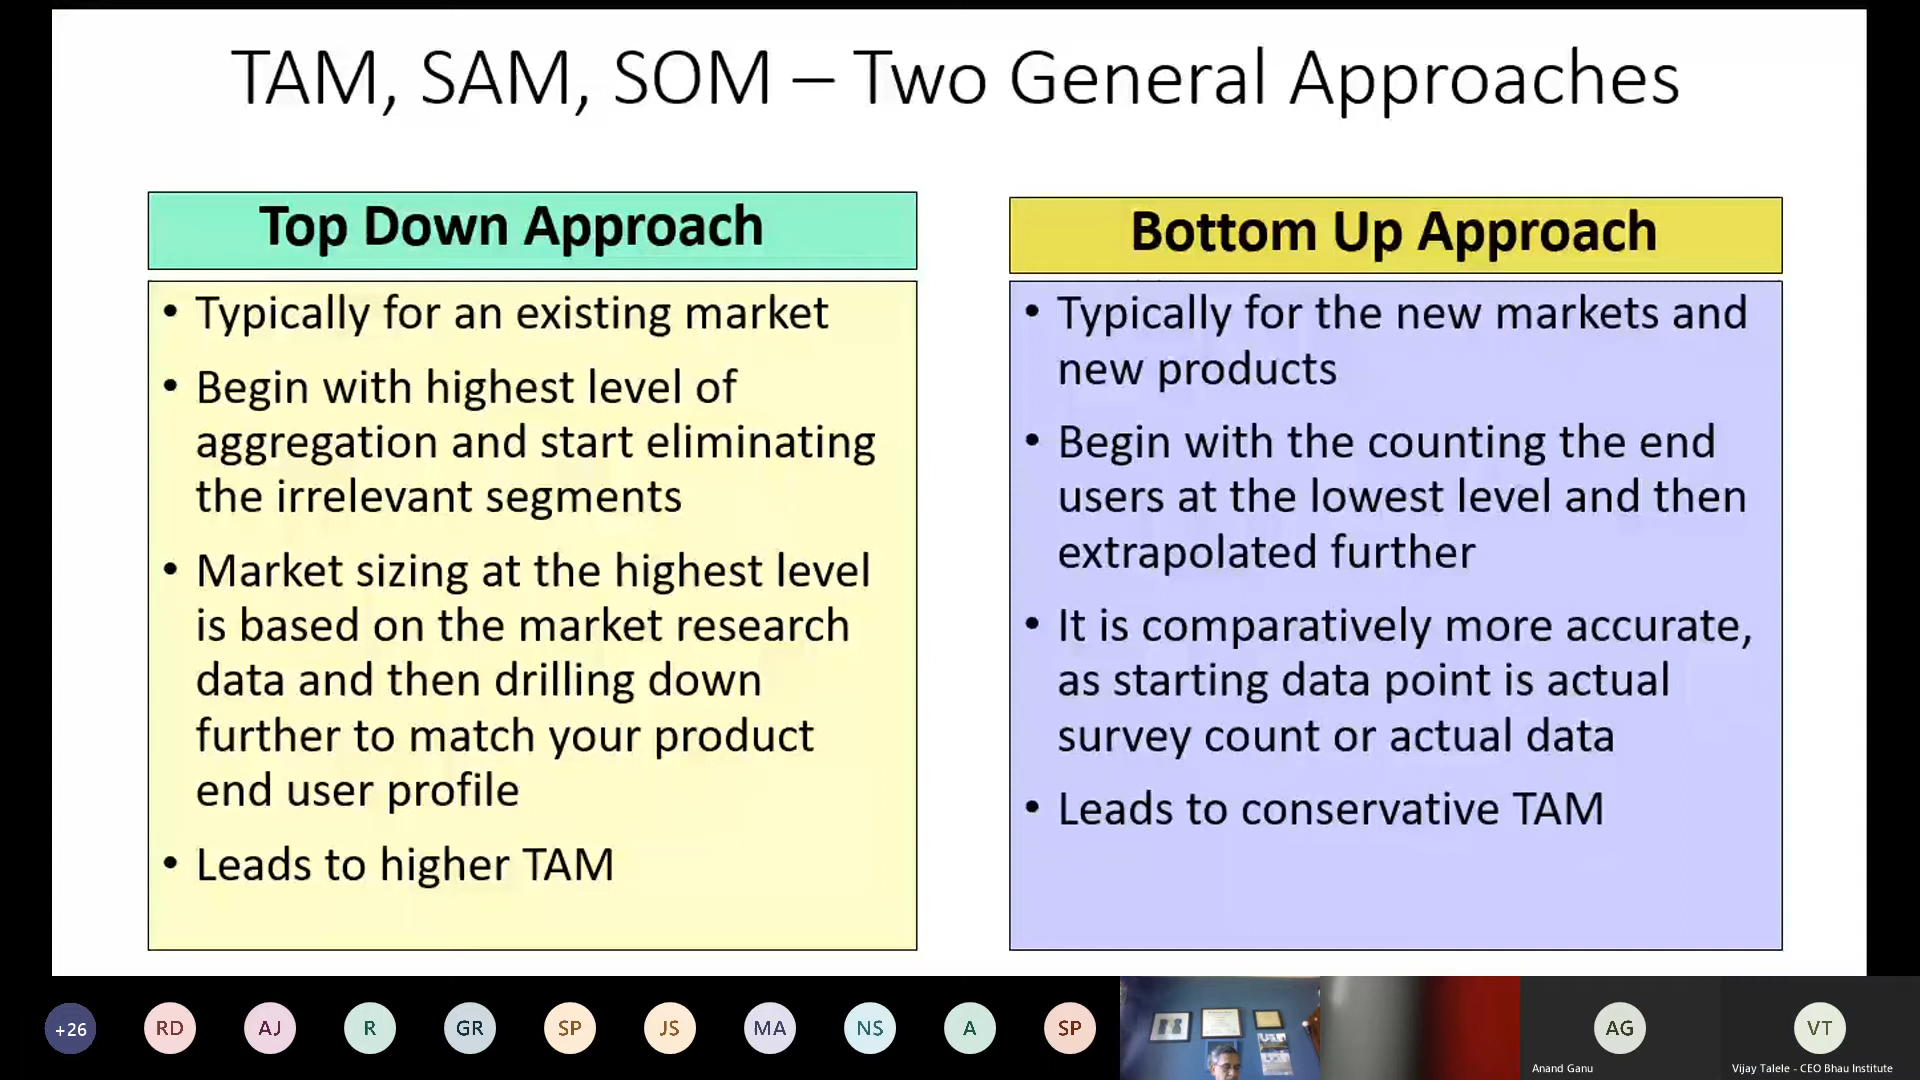 TAM, SAM, SOM – Two General Approaches
Top Down Approach
• Typically for an existing market
• Begin with highest level of
aggregation and start eliminating
the irrelevant segments
• Market sizing at the highest level
is based on the market research
data and then drilling down
further to match your product
end user profile
• Leads to higher TAM
Bottom Up Approach
• Typically for the new markets and
new products
• Begin with the counting the end
users at the lowest level and then
extrapolated further
• It is comparatively more accurate,
as starting data point is actual
survey count or actual data
• Leads to conservative TAM
+26 RD AJ R GR SP JS MA NS A SP AG VT
Anand Ganu
Vijay Talele - CEO Bhau Institute